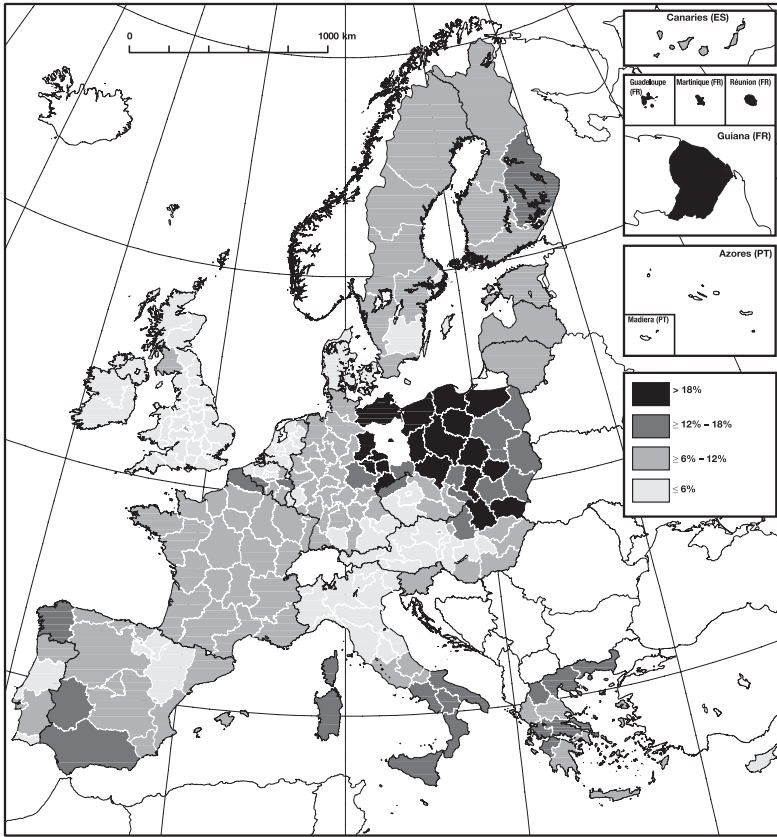 0 1000 km
Canaries (ES)
Guadeloupe
(FR)
Martinique (FR)
Réunion (FR)
Guiana (FR)
Azores (PT)
Madiera (PT)
> 18%
≥ 12% – 18%
≥ 6% – 12%
≤ 6%